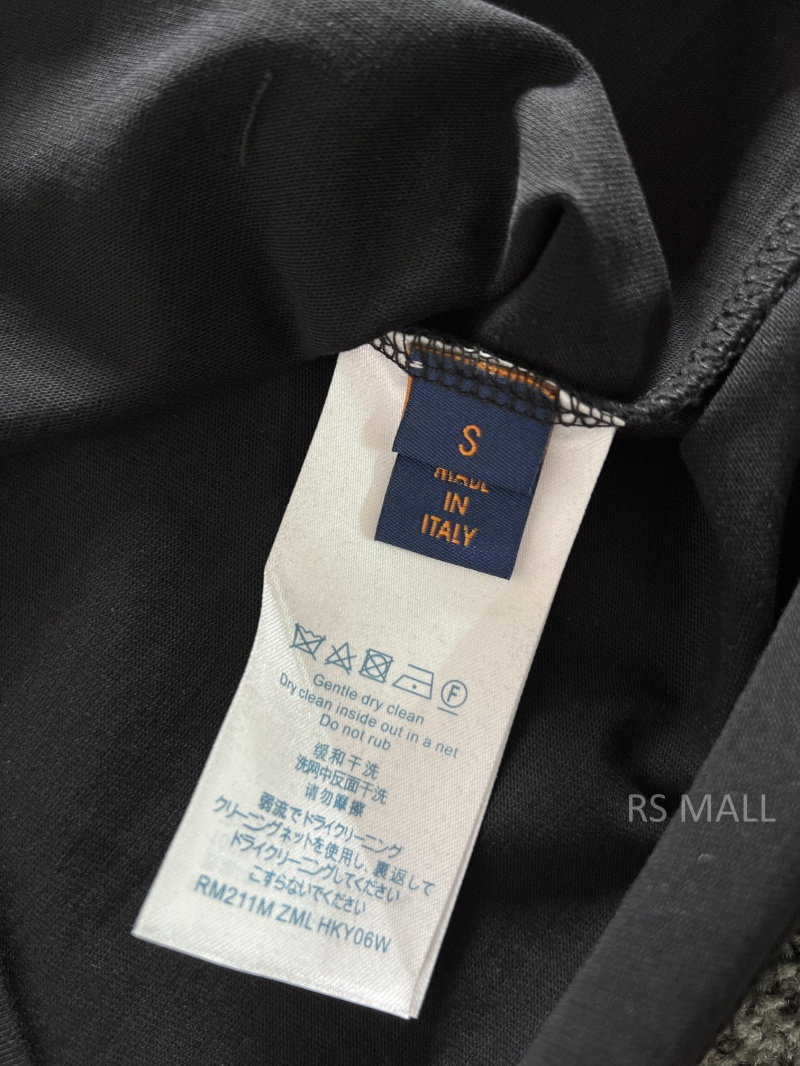 S
MADE
IN
ITALY
Gentle dry clean
Dry clean inside out in a net
Do not rub
缓和干洗
洗网中反面干洗
请勿摩擦
弱流でドライクリーニング
クリーニングネットを使用し、裏返して
ドライクリーニングしてください
こすらないでください
RM211M ZML HKY06W
F
RS MALL